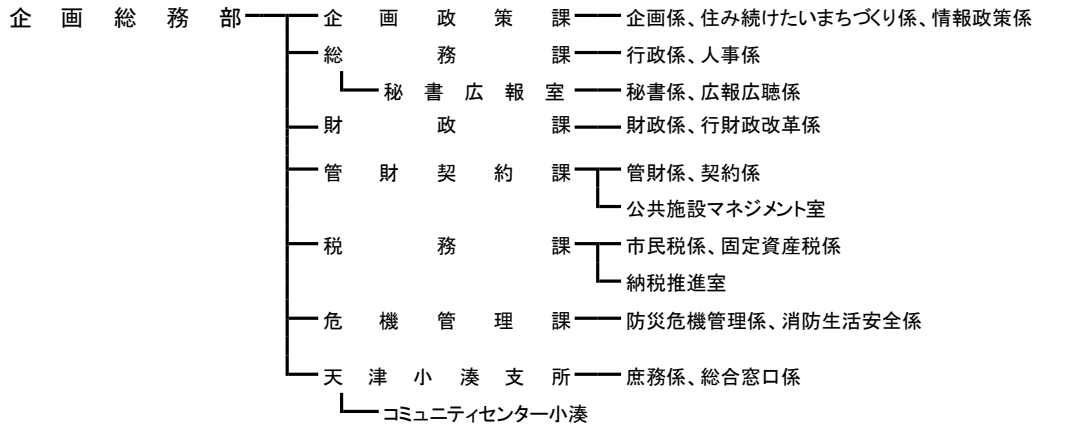 企画総務部 企画政策課 企画係、住み続けたいまちづくり係、情報政策係
総務課 行政係、人事係
秘書広報室 秘書係、広報広聴係
財政課 財政係、行財政改革係
管財契約課 管財係、契約係
公共施設マネジメント室
税務課 市民税係、固定資産税係
納税推進室
危機管理課 防災危機管理係、消防生活安全係
天津小湊支所 庶務係、総合窓口係
コミュニティセンター小湊